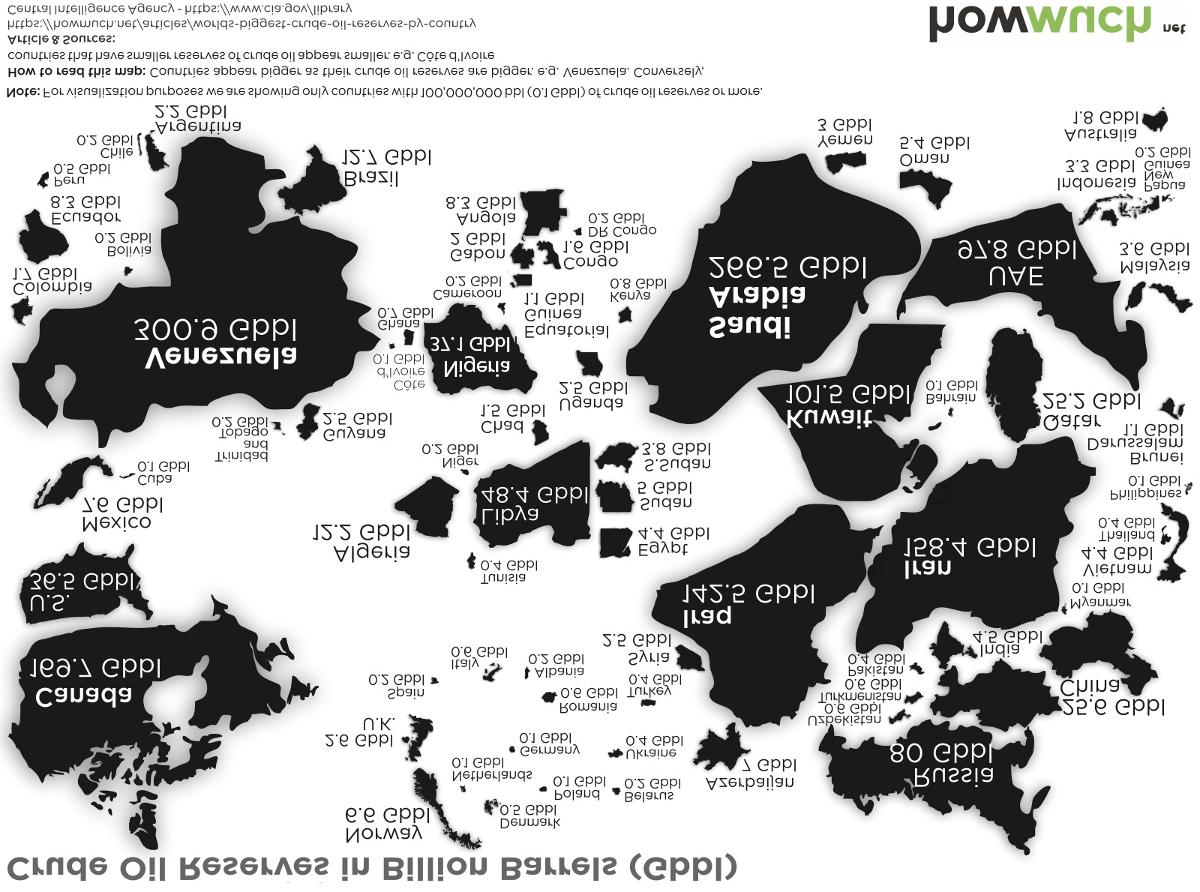 Crude Oil Reserves in Billion Barrels (Gbbl)
Canada
169.7 Gbbl
U.S.
36.5 Gbbl
Mexico
7.6 Gbbl
Cuba
0.1 Gbbl
Trinidad
and
Tobago
0.2 Gbbl
Guyana
2.5 Gbbl
Venezuela
300.9 Gbbl
Colombia
1.7 Gbbl
Bolivia
0.2 Gbbl
Ecuador
8.3 Gbbl
Peru
0.5 Gbbl
Chile
0.2 Gbbl
Argentina
2.2 Gbbl
Brazil
12.7 Gbbl
Norway
6.6 Gbbl
Denmark
0.5 Gbbl
Netherlands
0.1 Gbbl
Poland
0.1 Gbbl
Belarus
0.2 Gbbl
Germany
0.1 Gbbl
Ukraine
0.4 Gbbl
2.6 Gbbl
U.K.
Romania
0.6 Gbbl
Spain
0.2 Gbbl
Italy
0.6 Gbbl
Albania
0.2 Gbbl
Turkey
0.4 Gbbl
Syria
2.5 Gbbl
Azerbaijan
7 Gbbl
Russia
80 Gbbl
Uzbekistan
0.6 Gbbl
Turkmenistan
0.6 Gbbl
Pakistan
0.4 Gbbl
25.6 Gbbl
China
India
4.5 Gbbl
Myanmar
0.1 Gbbl
Vietnam
4.4 Gbbl
Thailand
0.4 Gbbl
Philippines
0.1 Gbbl
Brunei
Darussalam
1.1 Gbbl
Iraq
142.5 Gbbl
Iran
158.4 Gbbl
Kuwait
101.5 Gbbl
Bahrain
0.1 Gbbl
Qatar
25.2 Gbbl
Saudi
Arabia
266.5 Gbbl
UAE
97.8 Gbbl
Yemen
3 Gbbl
Oman
5.4 Gbbl
Malaysia
3.6 Gbbl
Indonesia
3.3 Gbbl
Papua
New
Guinea
0.2 Gbbl
Australia
1.8 Gbbl
Tunisia
0.4 Gbbl
Algeria
12.2 Gbbl
Libya
48.4 Gbbl
Egypt
4.4 Gbbl
Sudan
5 Gbbl
S.Sudan
3.8 Gbbl
Niger
0.2 Gbbl
Chad
1.5 Gbbl
Uganda
2.5 Gbbl
Côte
d'Ivoire
0.1 Gbbl
Ghana
0.7 Gbbl
Nigeria
37.1 Gbbl
Equatorial
Guinea
1.1 Gbbl
Kenya
0.8 Gbbl
Cameroon
0.2 Gbbl
Gabon
2 Gbbl
Congo
1.6 Gbbl
DR Congo
0.2 Gbbl
Angola
8.3 Gbbl
Note: For visualization purposes we are showing only countries with 100,000,000 bbl (0.1 Gbbl) of crude oil reserves or more.
How to read this map: Countries appear bigger as their crude oil reserves are bigger. e.g. Venezuela. Conversely,
countries that have smaller reserves of crude oil appear smaller. e.g. Côte d'Ivoire
Article & Sources:
https://howmuch.net/articles/worlds-biggest-crude-oil-reserves-by-country
Central Intelligence Agency - https://www.cia.gov/library
howmuch net